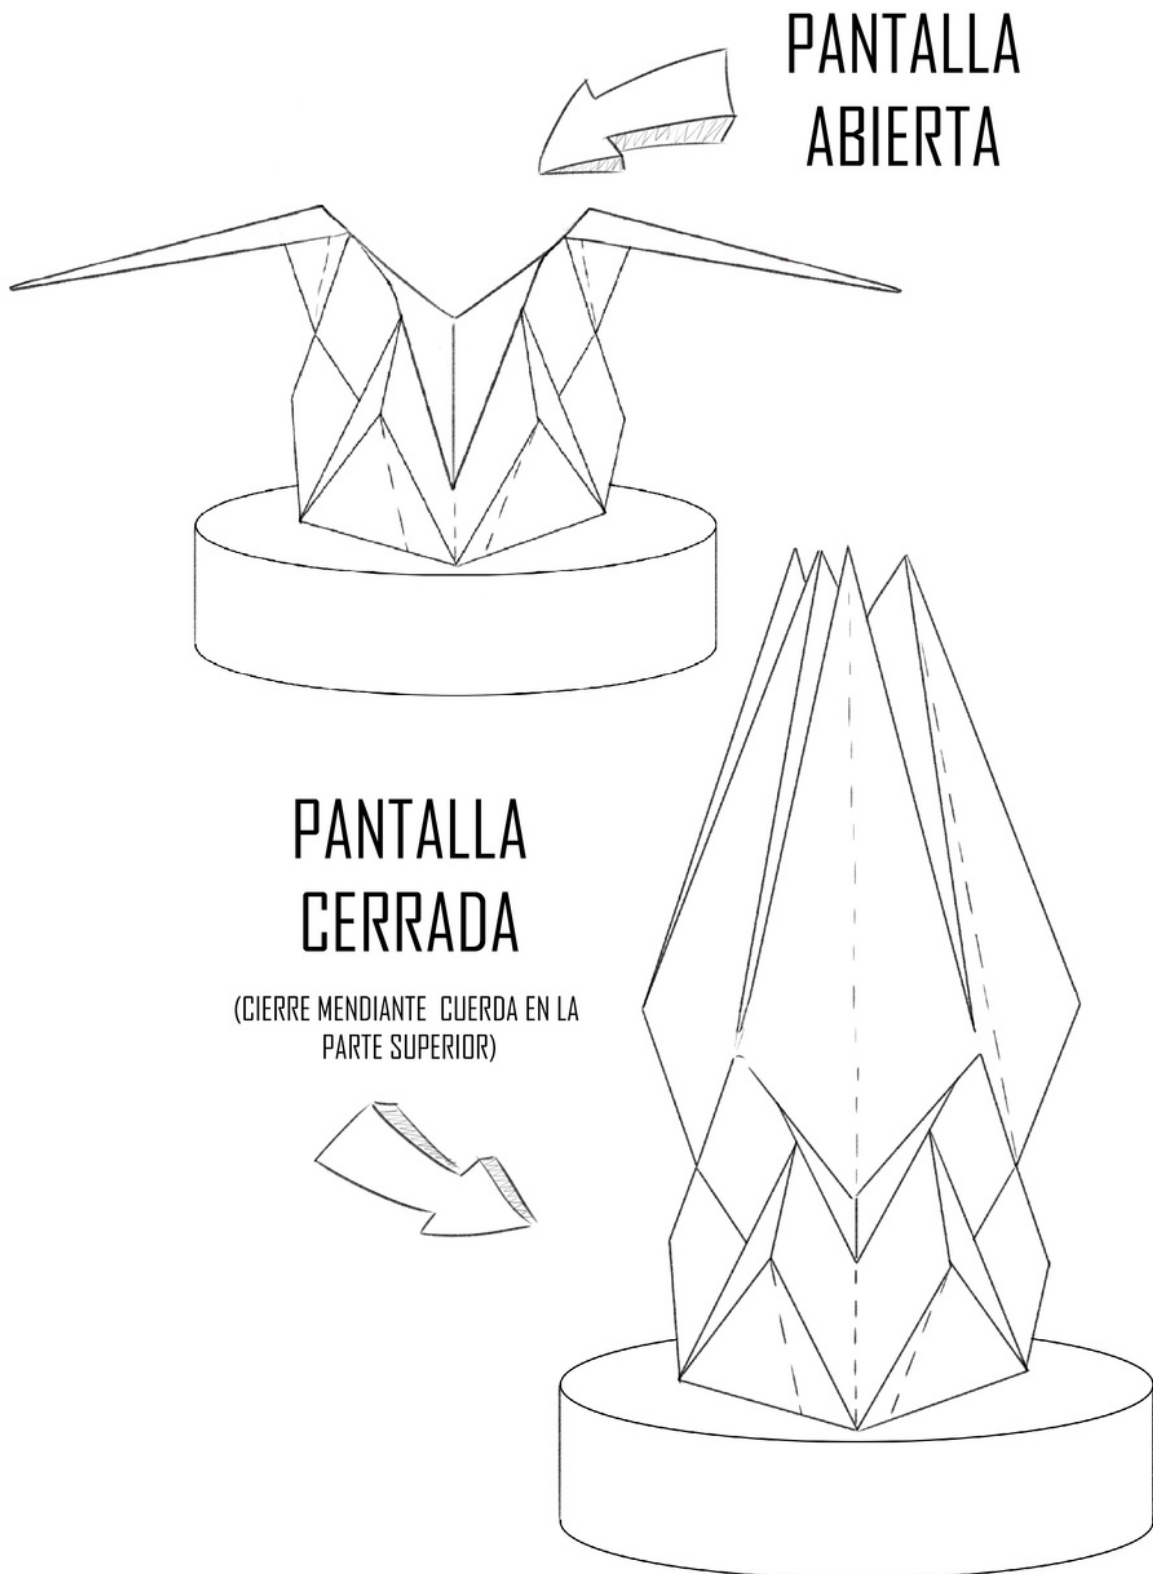 PANTALLA
ABIERTA
PANTALLA
CERRADA
(CIERRE MENDIANTE CUERDA EN LA
PARTE SUPERIOR)